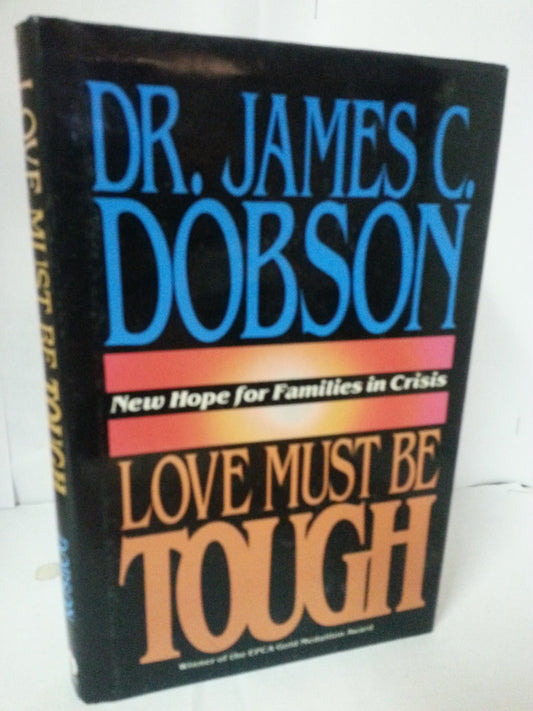 DR. JAMES C.
DOBSON
New Hope for Families in Crisis
LOVE MUST BE
TOUGH
Winner of the EPCA Gold Medallion Award
LOVE MUST BE TOUGH
DOBSON